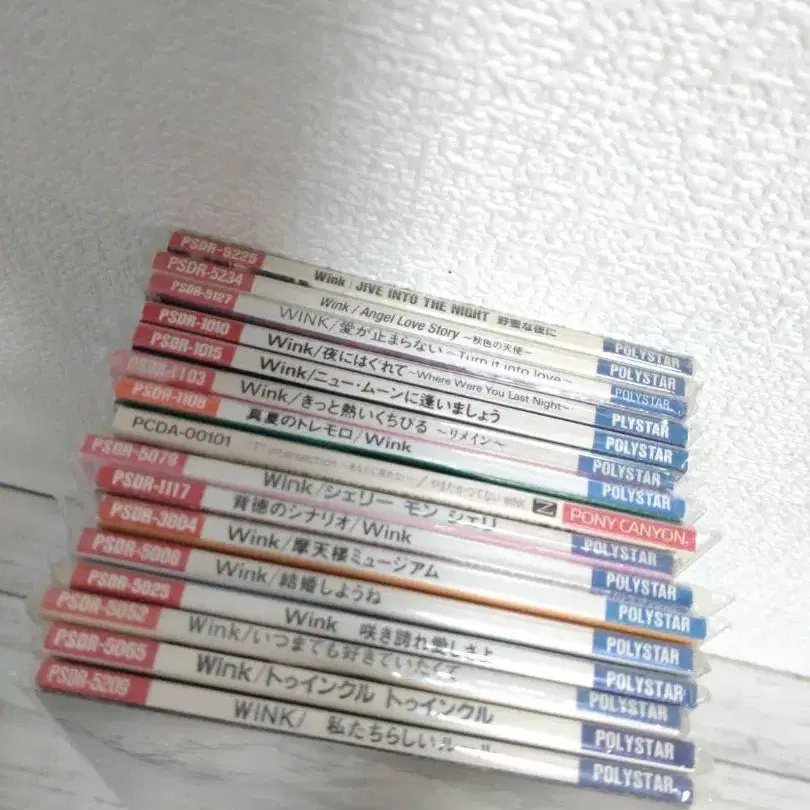 PSDR-5225 Wink / JIVE INTO THE NIGHT 野蛮な夜に POLYSTAR
PSDR-5234 Wink / Angel Love Story ~秋色の天使~ POLYSTAR
PSDR-5127 WINK/愛が止まらない ~Turn it into love~ POLYSTAR
PSDR-1010 Wink/夜にはぐれて~Where Were You Last Night~ PLYSTAR
PSDR-1015 Wink/ニュー・ムーンに逢いましょう PLYSTAR
PSDR-1103 Wink/きっと熱いくちびる ~リメイン~ POLYSTAR
PSDR-1108 真夏のトレモロ/Wink POLYSTAR
PCDA-00101 WINK PONY CANYON
PSDR-5079 Wink/シェリー モン シェリ POLYSTAR
PSDR-1117 背徳のシナリオ/Wink POLYSTAR
PSDR-3004 Wink/摩天楼ミュージアム POLYSTAR
PSDR-5008 Wink/結婚しようね POLYSTAR
PSDR-5025 Wink 咲き誇れ愛しさよ POLYSTAR
PSDR-5052 Wink/いつまでも好きでいたくて POLYSTAR
PSDR-5065 Wink/トゥインクル トゥインクル POLYSTAR
PSDR-5209 WINK/ 私たちらしいルール POLYSTAR